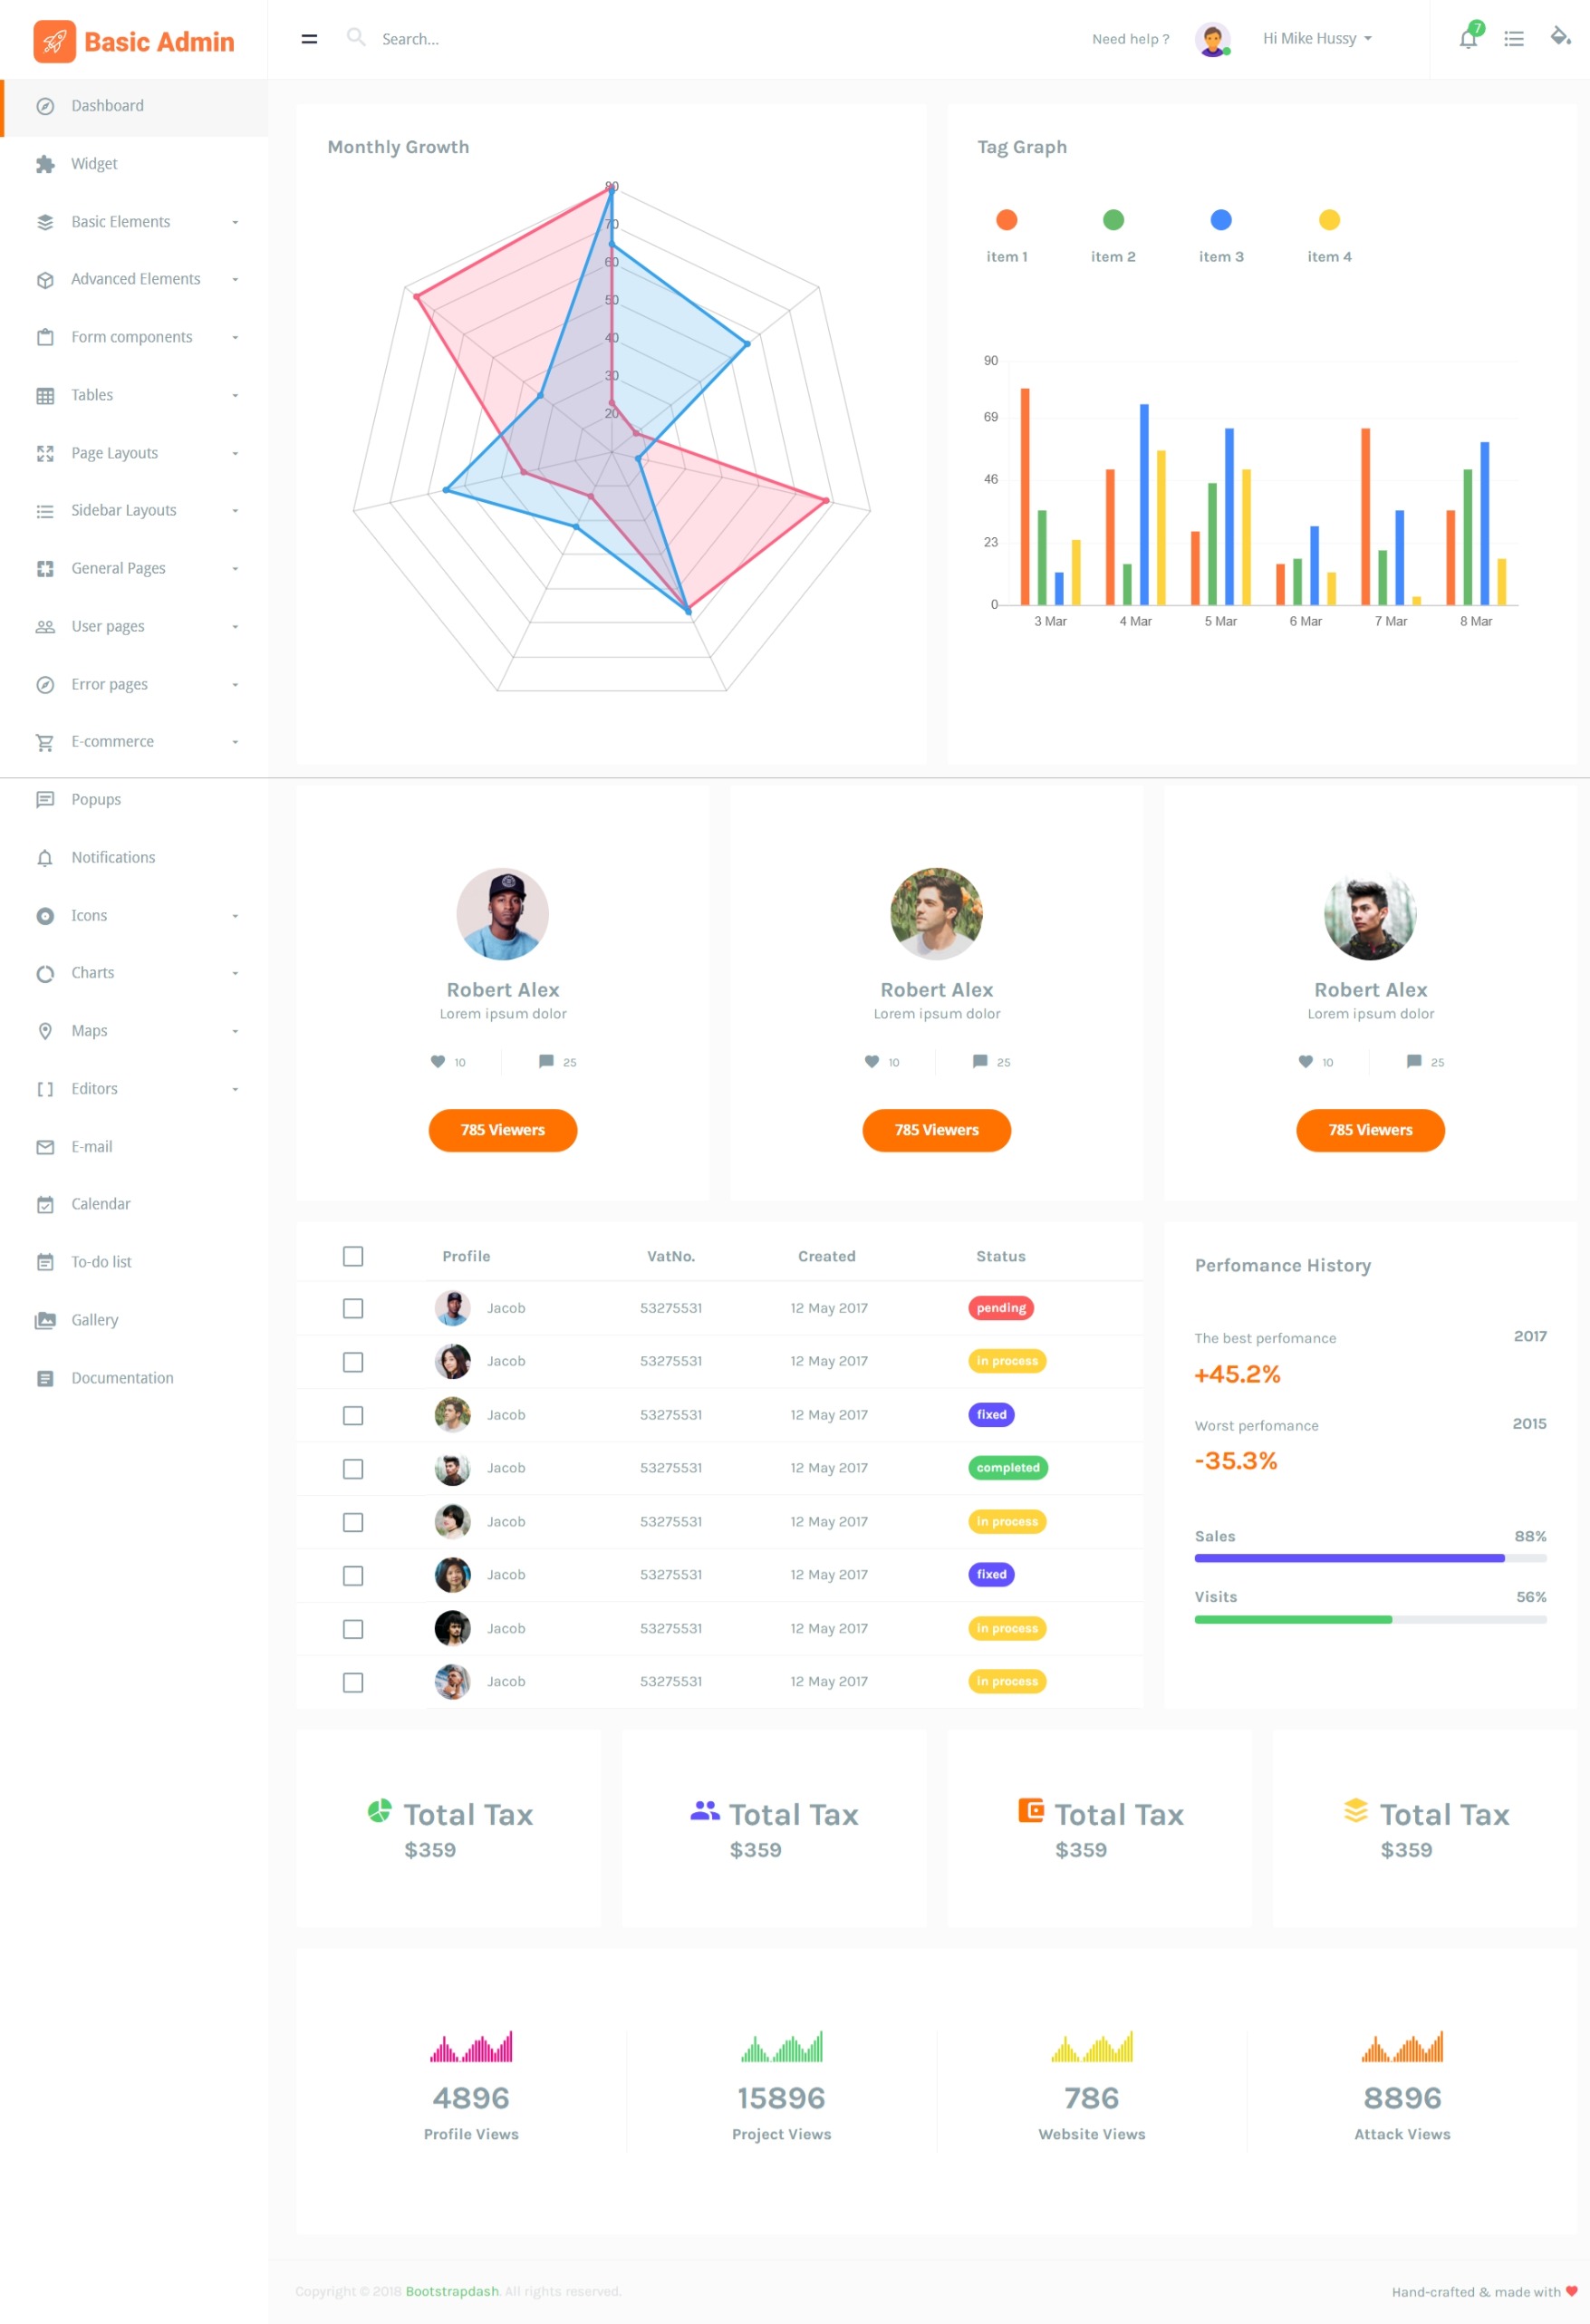 Basic Admin
Search...
Need help ?
Hi Mike Hussy
7
Dashboard
Widget
Basic Elements
Advanced Elements
Form components
Tables
Page Layouts
Sidebar Layouts
General Pages
User pages
Error pages
E-commerce
Popups
Notifications
Icons
Charts
Maps
Editors
E-mail
Calendar
To-do list
Gallery
Documentation
Monthly Growth
80
70
60
50
40
30
20
Tag Graph
item 1
item 2
item 3
item 4
90
69
46
23
0
3 Mar
4 Mar
5 Mar
6 Mar
7 Mar
8 Mar
Robert Alex
Lorem ipsum dolor
10
25
785 Viewers
Robert Alex
Lorem ipsum dolor
10
25
785 Viewers
Robert Alex
Lorem ipsum dolor
10
25
785 Viewers
Profile VatNo. Created Status
Jacob 53275531 12 May 2017 pending
Jacob 53275531 12 May 2017 in process
Jacob 53275531 12 May 2017 fixed
Jacob 53275531 12 May 2017 completed
Jacob 53275531 12 May 2017 in process
Jacob 53275531 12 May 2017 fixed
Jacob 53275531 12 May 2017 in process
Jacob 53275531 12 May 2017 in process
Perfomance History
The best perfomance 2017
+45.2%
Worst perfomance 2015
-35.3%
Sales 88%
Visits 56%
Total Tax
$359
Total Tax
$359
Total Tax
$359
Total Tax
$359
4896
Profile Views
15896
Project Views
786
Website Views
8896
Attack Views
Copyright © 2018 Bootstrapdash. All rights reserved.
Hand-crafted & made with